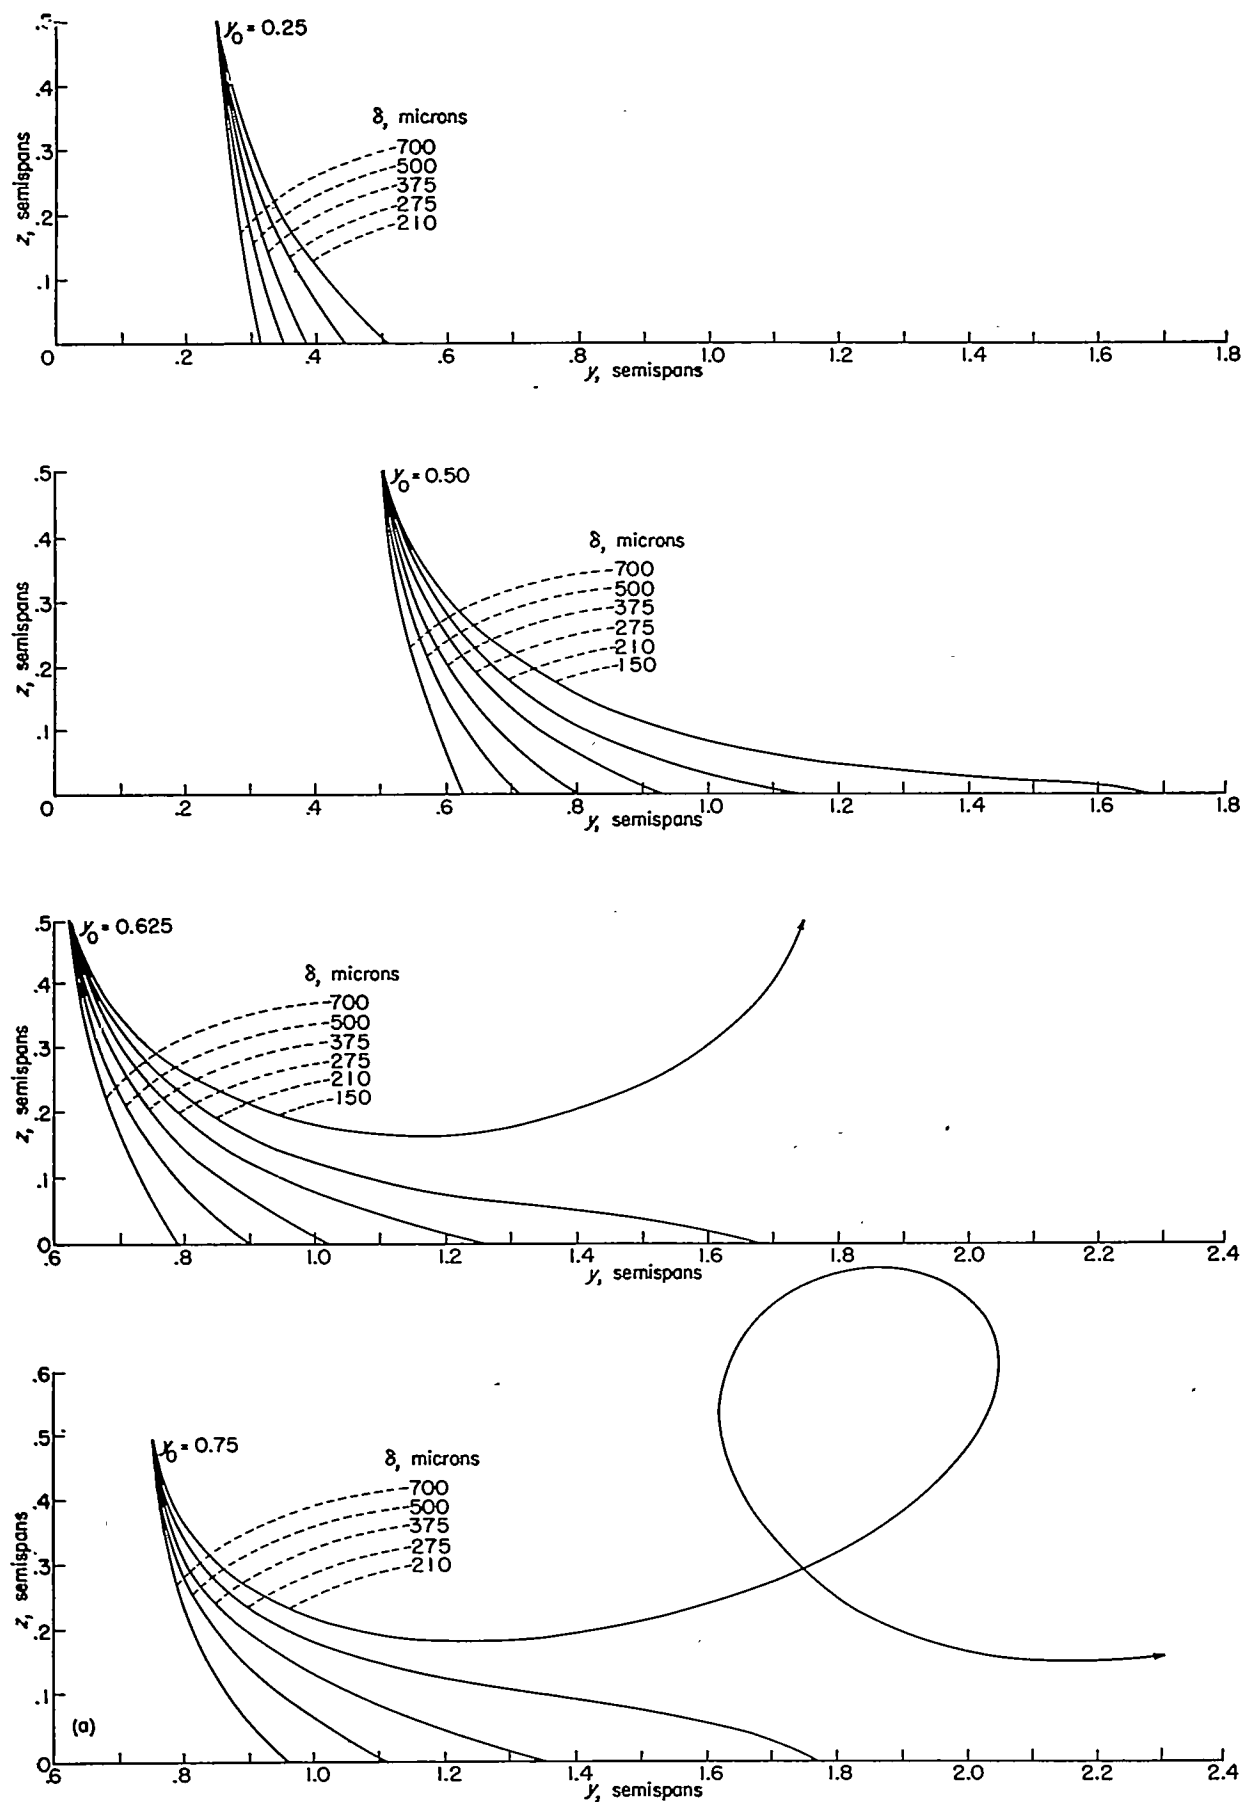 .5
y₀ = 0.25
.4
δ, microns
z, semispans
.3
700
500
375
.2
275
210
.1
0 .2 .4 .6 .8 1.0 1.2 1.4 1.6 1.8
y, semispans
.5
y₀ = 0.50
.4
δ, microns
z, semispans
700
.3
500
375
275
.2
210
150
.1
0 .2 .4 .6 .8 1.0 1.2 1.4 1.6 1.8
y, semispans
.5
y₀ = 0.625
δ, microns
.4
z, semispans
700
500
.3
375
275
210
.2
150
.1
0
.6 .8 1.0 1.2 1.4 1.6 1.8 2.0 2.2 2.4
y, semispans
.6
.5
y₀ = 0.75
δ, microns
z, semispans
700
.4
500
375
275
.3
210
.2
.1
(a)
0
.6 .8 1.0 1.2 1.4 1.6 1.8 2.0 2.2 2.4
y, semispans